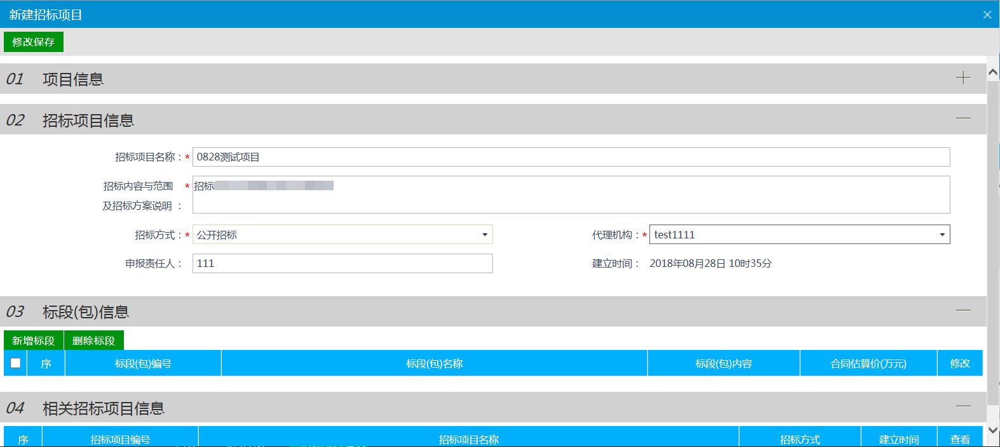 新建招标项目
修改保存
01 项目信息
02 招标项目信息
招标项目名称：* 0828测试项目
招标内容与范围 * 招标
及招标方案说明 ：
招标方式：* 公开招标 代理机构：* test1111
申报责任人： 111 建立时间： 2018年08月28日 10时35分
03 标段(包)信息
新增标段 删除标段
序 标段(包)编号 标段(包)名称 标段(包)内容 合同估算价(万元) 修改
04 相关招标项目信息
序 招标项目编号 招标项目名称 招标方式 建立时间 查看